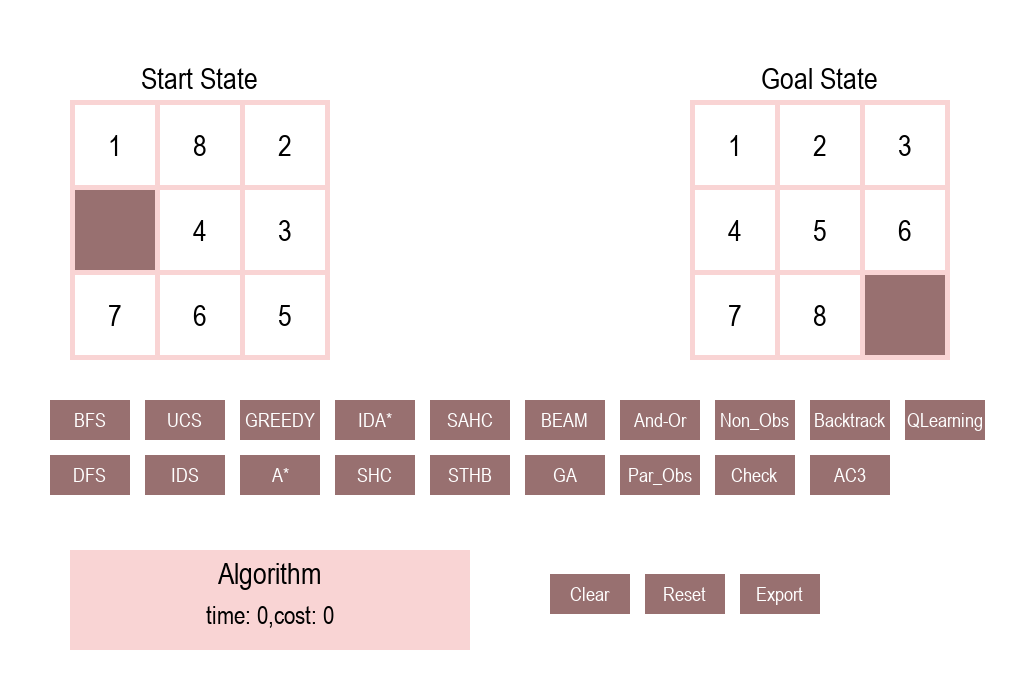 Start State
Goal State
1 8 2
1 2 3
4 3
4 5 6
7 6 5
7 8
BFS UCS GREEDY IDA* SAHC BEAM And-Or Non_Obs Backtrack QLearning
DFS IDS A* SHC STHB GA Par_Obs Check AC3
Algorithm
time: 0,cost: 0
Clear Reset Export